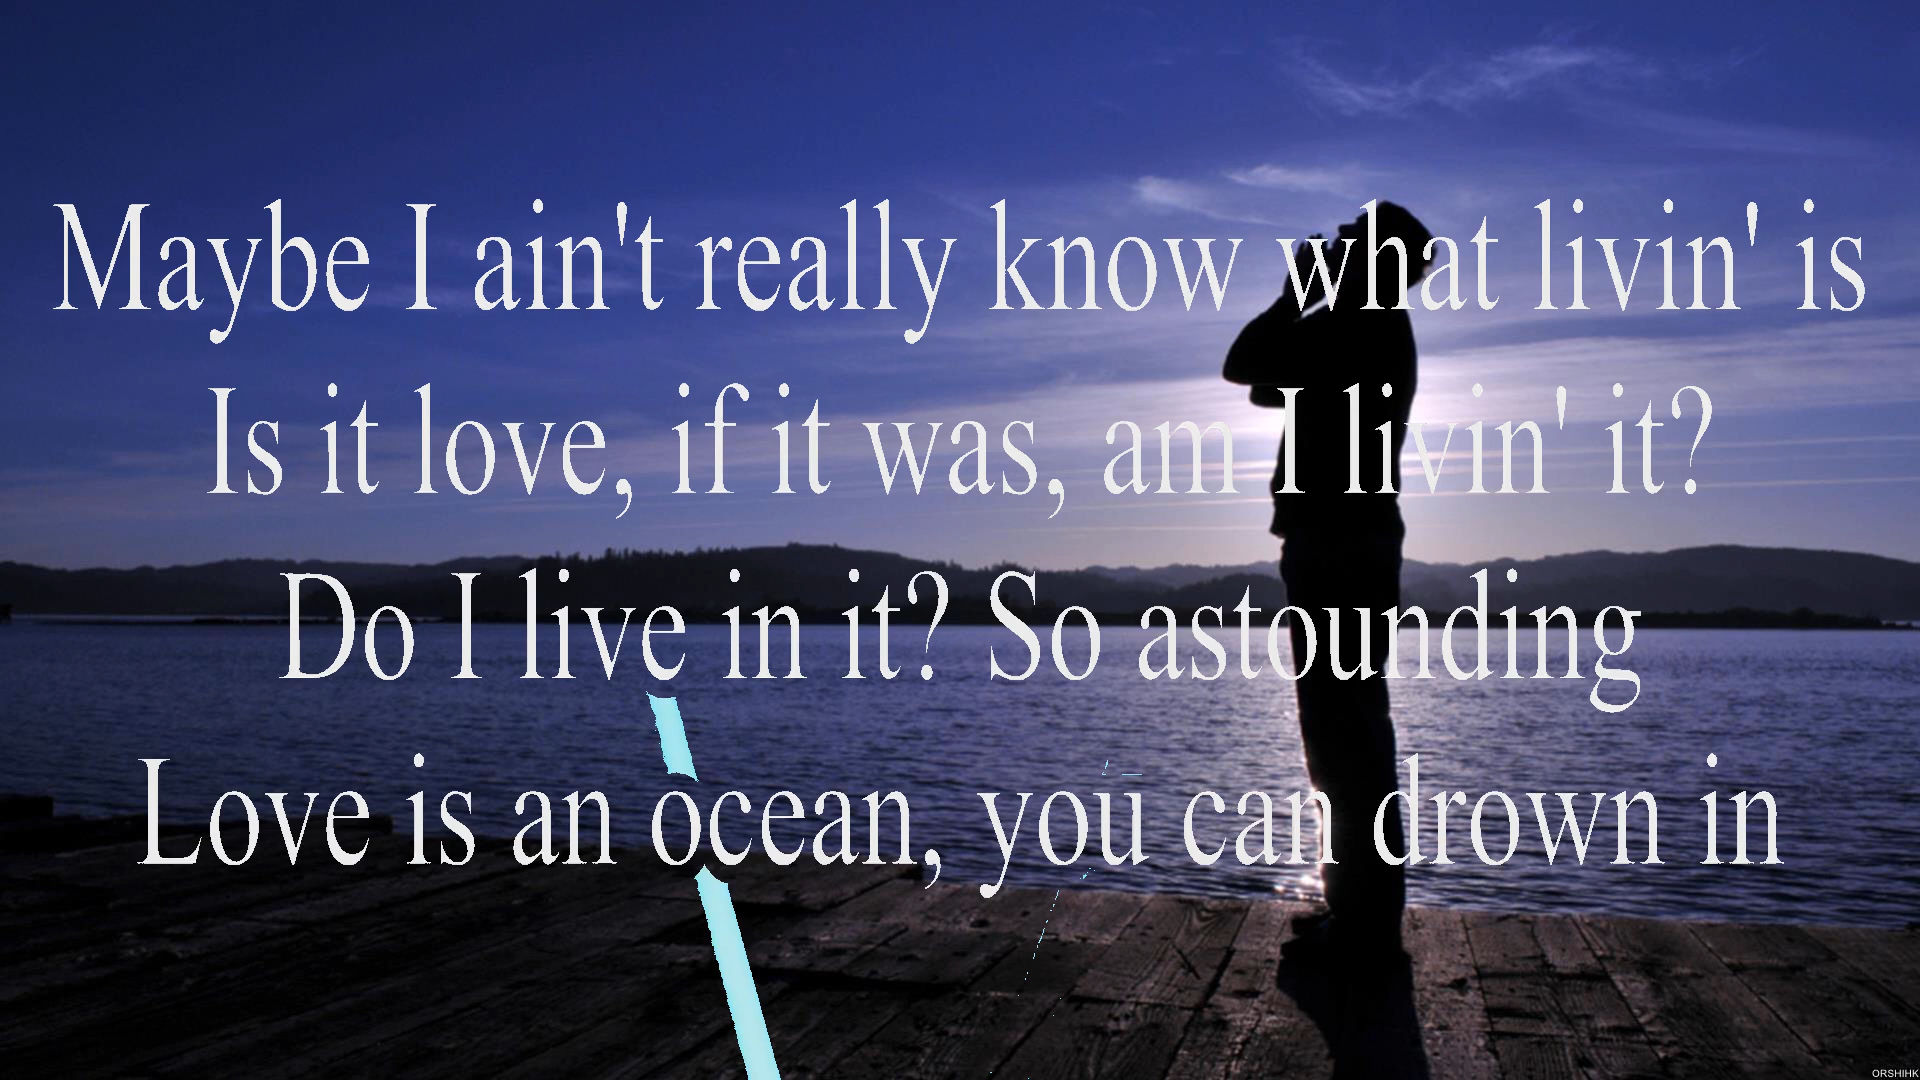 Maybe I ain't really know what livin' is
Is it love, if it was, am I livin' it?
Do I live in it? So astounding
Love is an ocean, you can drown in
ORSHIHK